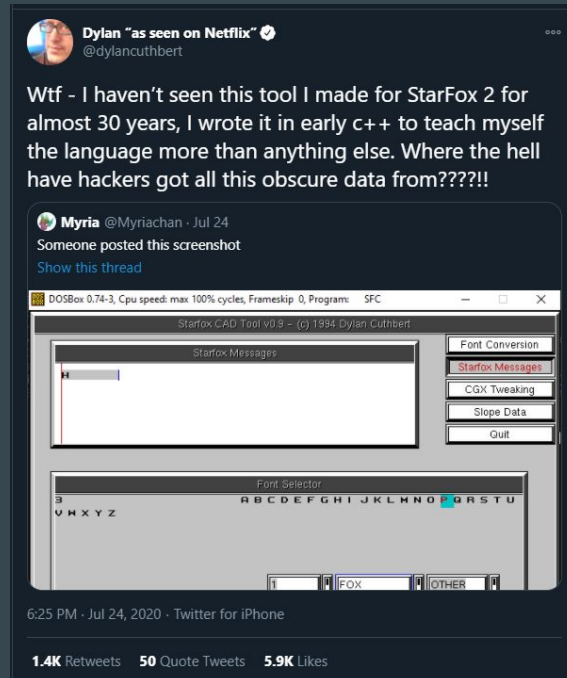 Dylan “as seen on Netflix”
@dylancuthbert
Wtf - I haven’t seen this tool I made for StarFox 2 for
almost 30 years, I wrote it in early c++ to teach myself
the language more than anything else. Where the hell
have hackers got all this obscure data from????!!
Myria @Myriachan · Jul 24
Someone posted this screenshot
Show this thread
DOSBox 0.74-3, Cpu speed: max 100% cycles, Frameskip 0, Program: SFC
Starfox CAD Tool v0.9 – (c) 1994 Dylan Cuthbert
Starfox Messages
H
Font Conversion
Starfox Messages
CGX Tweaking
Slope Data
Quit
Font Selector
3 A B C D E F G H I J K L M N O P Q R S T U
V W X Y Z
1 FOX OTHER
6:25 PM · Jul 24, 2020 · Twitter for iPhone
1.4K Retweets 50 Quote Tweets 5.9K Likes